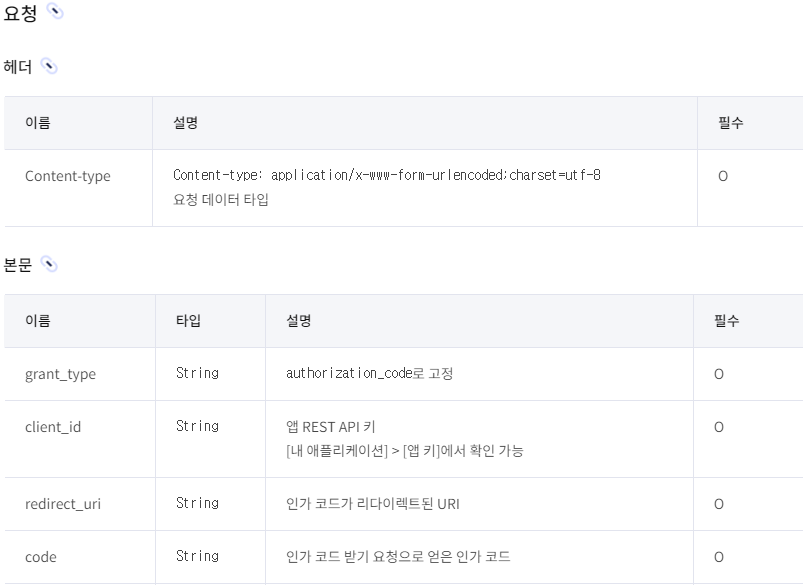 요청
헤더
이름 설명 필수
Content-type Content-type: application/x-www-form-urlencoded;charset=utf-8 O
요청 데이터 타입
본문
이름 타입 설명 필수
grant_type String authorization_code로 고정 O
client_id String 앱 REST API 키 O
[내 애플리케이션] > [앱 키]에서 확인 가능
redirect_uri String 인가 코드가 리다이렉트된 URI O
code String 인가 코드 받기 요청으로 얻은 인가 코드 O